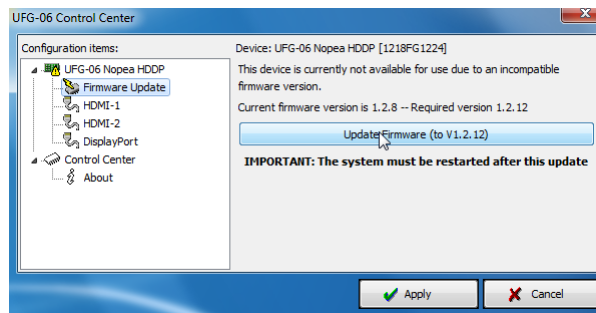 UFG-06 Control Center
Configuration items:
UFG-06 Nopea HDDP
Firmware Update
HDMI-1
HDMI-2
DisplayPort
Control Center
About
Device: UFG-06 Nopea HDDP [1218FG1224]
This device is currently not available for use due to an incompatible
firmware version.
Current firmware version is 1.2.8 -- Required version 1.2.12
Update Firmware (to V1.2.12)
IMPORTANT: The system must be restarted after this update
Apply
Cancel